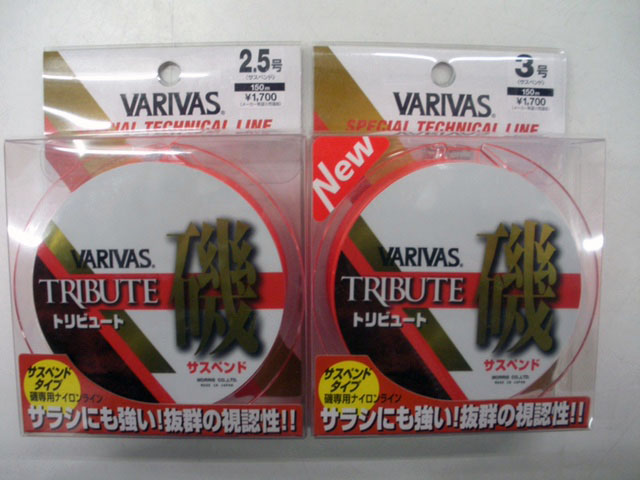 2.5号
(サスペンド)
150m
¥1,700
VARIVAS®
NAL TECHNICAL LINE
VARIVAS®
TRIBUTE
トリビュート
磯
サスペンド
MORRIS CO.,LTD.
MADE IN JAPAN
サスペンド
タイプ
磯専用ナイロンライン
サラシにも強い!抜群の視認性!!
3号
(サスペンド)
150m
¥1,700
VARIVAS®
SPECIAL TECHNICAL LINE
New
VARIVAS®
TRIBUTE
トリビュート
磯
サスペンド
MORRIS CO.,LTD.
MADE IN JAPAN
サスペンド
タイプ
磯専用ナイロンライン
サラシにも強い!抜群の視認性!!